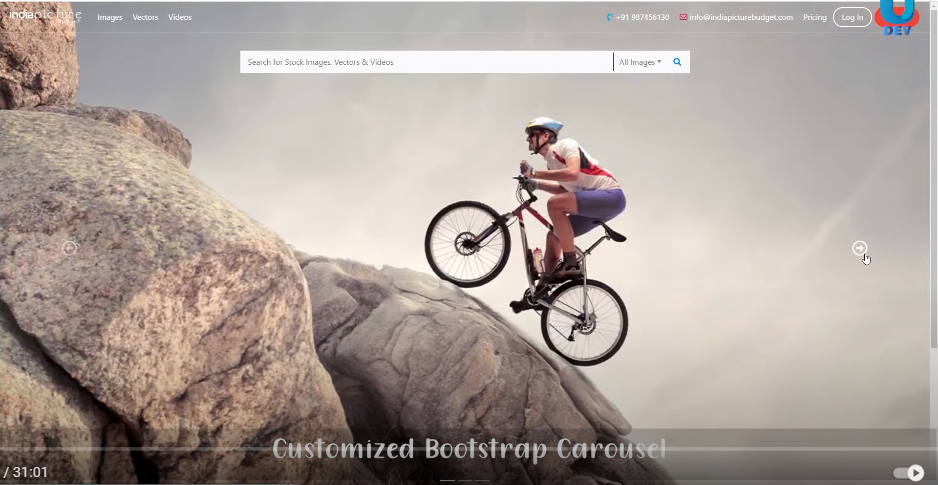 indiapicture
Images Vectors Videos
+91 987456130 info@indiapicturebudget.com Pricing Log In
U
DEV
Search for Stock Images, Vectors & Videos
All Images
Customized Bootstrap Carousel
/ 31:01